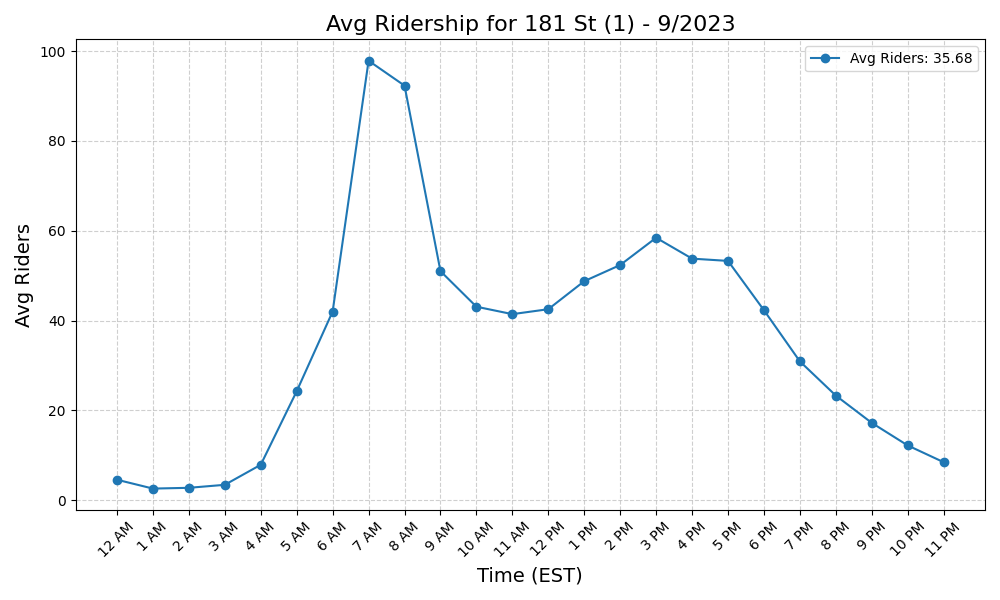 Avg Ridership for 181 St (1) - 9/2023
Avg Riders: 35.68
Avg Riders
100
80
60
40
20
0
12 AM
1 AM
2 AM
3 AM
4 AM
5 AM
6 AM
7 AM
8 AM
9 AM
10 AM
11 AM
12 PM
1 PM
2 PM
3 PM
4 PM
5 PM
6 PM
7 PM
8 PM
9 PM
10 PM
11 PM
Time (EST)